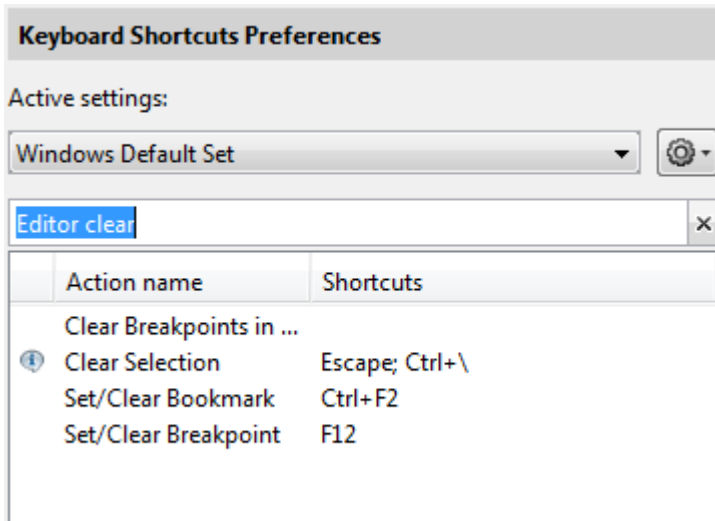 Keyboard Shortcuts Preferences
Active settings:
Windows Default Set
Editor clear
Action name Shortcuts
Clear Breakpoints in ...
Clear Selection Escape; Ctrl+\
Set/Clear Bookmark Ctrl+F2
Set/Clear Breakpoint F12